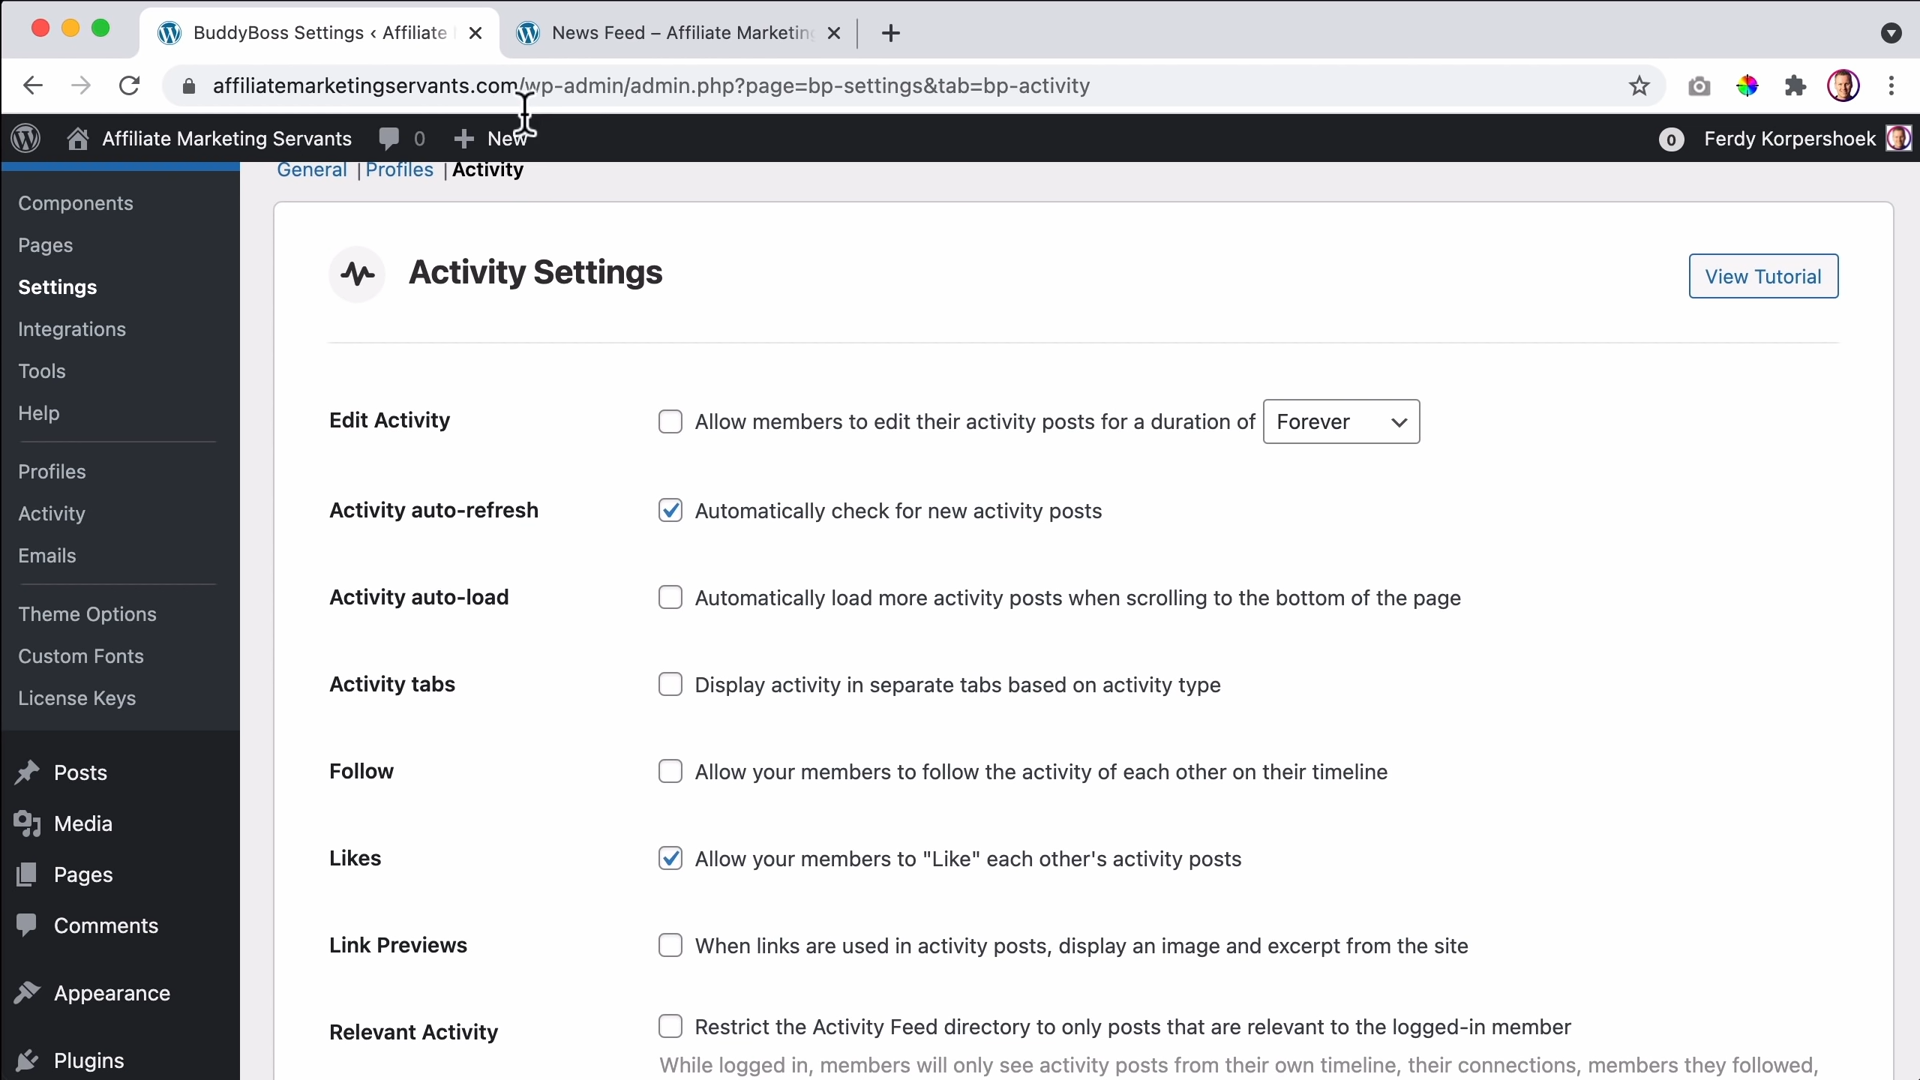 BuddyBoss Settings ‹ Affiliate
News Feed – Affiliate Marketing
affiliatemarketingservants.com/wp-admin/admin.php?page=bp-settings&tab=bp-activity
Affiliate Marketing Servants
0
New
0
Ferdy Korpershoek
General | Profiles | Activity
Components
Pages
Settings
Integrations
Tools
Help
Profiles
Activity
Emails
Theme Options
Custom Fonts
License Keys
Posts
Media
Pages
Comments
Appearance
Plugins
Activity Settings
View Tutorial
Edit Activity
Allow members to edit their activity posts for a duration of Forever
Activity auto-refresh
Automatically check for new activity posts
Activity auto-load
Automatically load more activity posts when scrolling to the bottom of the page
Activity tabs
Display activity in separate tabs based on activity type
Follow
Allow your members to follow the activity of each other on their timeline
Likes
Allow your members to "Like" each other's activity posts
Link Previews
When links are used in activity posts, display an image and excerpt from the site
Relevant Activity
Restrict the Activity Feed directory to only posts that are relevant to the logged-in member
While logged in, members will only see activity posts from their own timeline, their connections, members they followed,